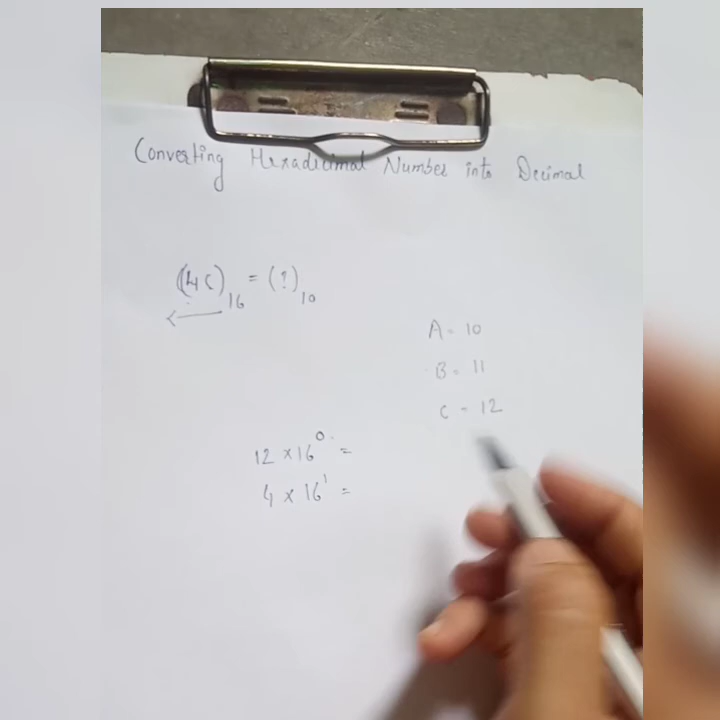 Converting Hexadecimal Number into Decimal
(4C)₁₆ = (?)₁₀
A = 10
B = 11
C = 12
12 × 16⁰ =
4 × 16¹ =